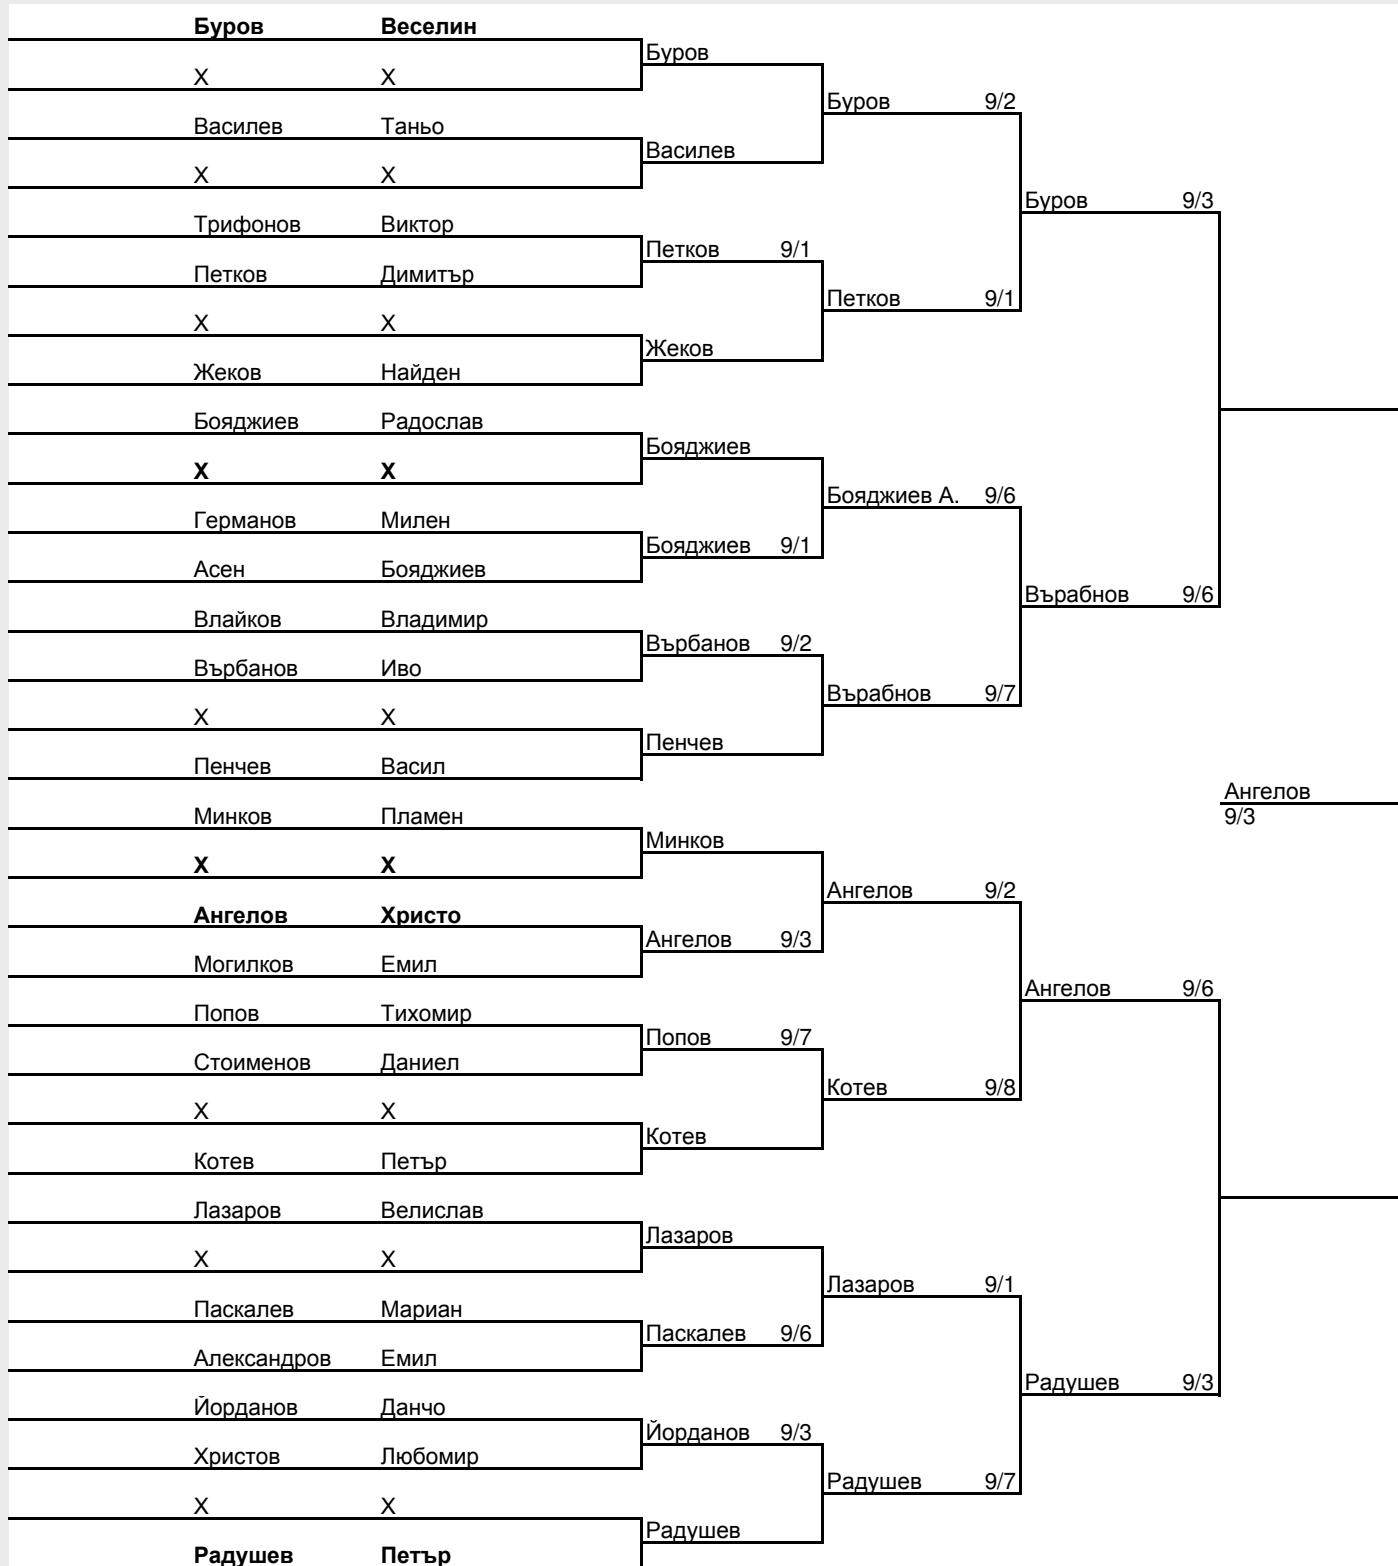 Буров Веселин
Буров
X X
Буров 9/2
Василев Таньо
Василев
X X
Буров 9/3
Трифонов Виктор
Петков 9/1
Петков Димитър
Петков 9/1
X X
Жеков
Жеков Найден
Бояджиев Радослав
Бояджиев
X X
Бояджиев А. 9/6
Германов Милен
Бояджиев 9/1
Асен Бояджиев
Върабнов 9/6
Влайков Владимир
Върбанов 9/2
Върбанов Иво
Върабнов 9/7
X X
Пенчев
Пенчев Васил
Ангелов
Минков Пламен
9/3
Минков
X X
Ангелов 9/2
Ангелов Христо
Ангелов 9/3
Могилков Емил
Ангелов 9/6
Попов Тихомир
Попов 9/7
Стоименов Даниел
Котев 9/8
X X
Котев
Котев Петър
Лазаров Велислав
Лазаров
X X
Лазаров 9/1
Паскалев Мариан
Паскалев 9/6
Александров Емил
Радушев 9/3
Йорданов Данчо
Йорданов 9/3
Христов Любомир
Радушев 9/7
X X
Радушев
Радушев Петър